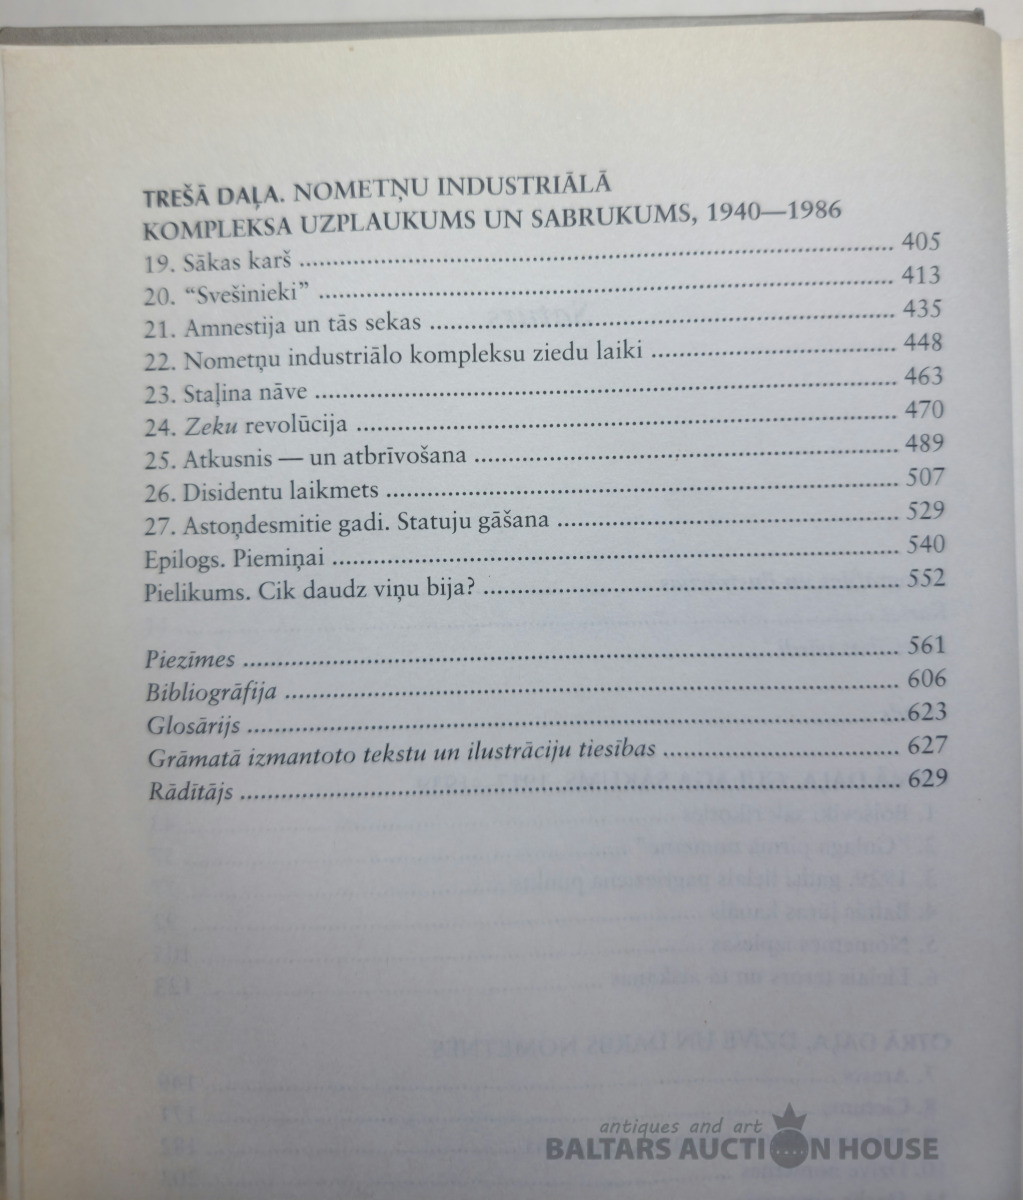 TREŠĀ DAĻA. NOMETŅU INDUSTRIĀLĀ
KOMPLEKSA UZPLAUKUMS UN SABRUKUMS, 1940—1986
19. Sākas karš ........ 405
20. “Svešinieki” ........ 413
21. Amnestija un tās sekas ........ 435
22. Nometņu industriālo kompleksu ziedu laiki ........ 448
23. Staļina nāve ........ 463
24. Zeku revolūcija ........ 470
25. Atkusnis — un atbrīvošana ........ 489
26. Disidentu laikmets ........ 507
27. Astoņdesmitie gadi. Statuju gāšana ........ 529
Epilogs. Piemiņai ........ 540
Pielikums. Cik daudz viņu bija? ........ 552
Piezīmes ........ 561
Bibliogrāfija ........ 606
Glosārijs ........ 623
Grāmatā izmantoto tekstu un ilustrāciju tiesības ........ 627
Rādītājs ........ 629
antiques and art
BALTARS AUCTION HOUSE